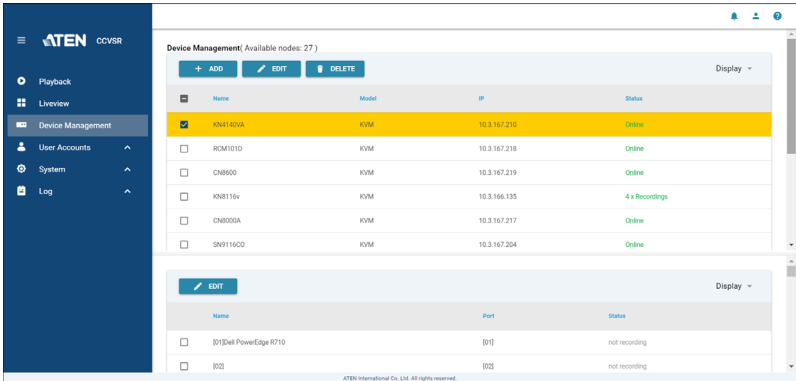 ATEN CCVSR
Playback
Liveview
Device Management
User Accounts
System
Log
Device Management( Available nodes: 27 )
ADD EDIT DELETE Display
Name Model IP Status
KN4140VA KVM 10.3.167.210 Online
RCM101D KVM 10.3.167.218 Online
CN8600 KVM 10.3.167.219 Online
KN8116v KVM 10.3.166.135 4 x Recordings
CN8000A KVM 10.3.167.217 Online
SN9116CO KVM 10.3.167.204 Online
EDIT Display
Name Port Status
[01]Dell PowerEdge R710 [01] not recording
[02] [02] not recording
ATEN International Co. Ltd. All rights reserved.